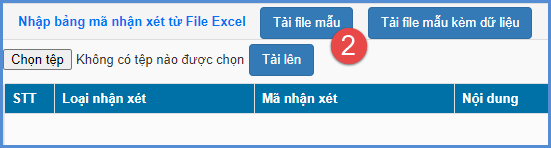 Nhập bảng mã nhận xét từ File Excel Tải file mẫu Tải file mẫu kèm dữ liệu
2
Chọn tệp Không có tệp nào được chọn Tải lên
STT Loại nhận xét Mã nhận xét Nội dung